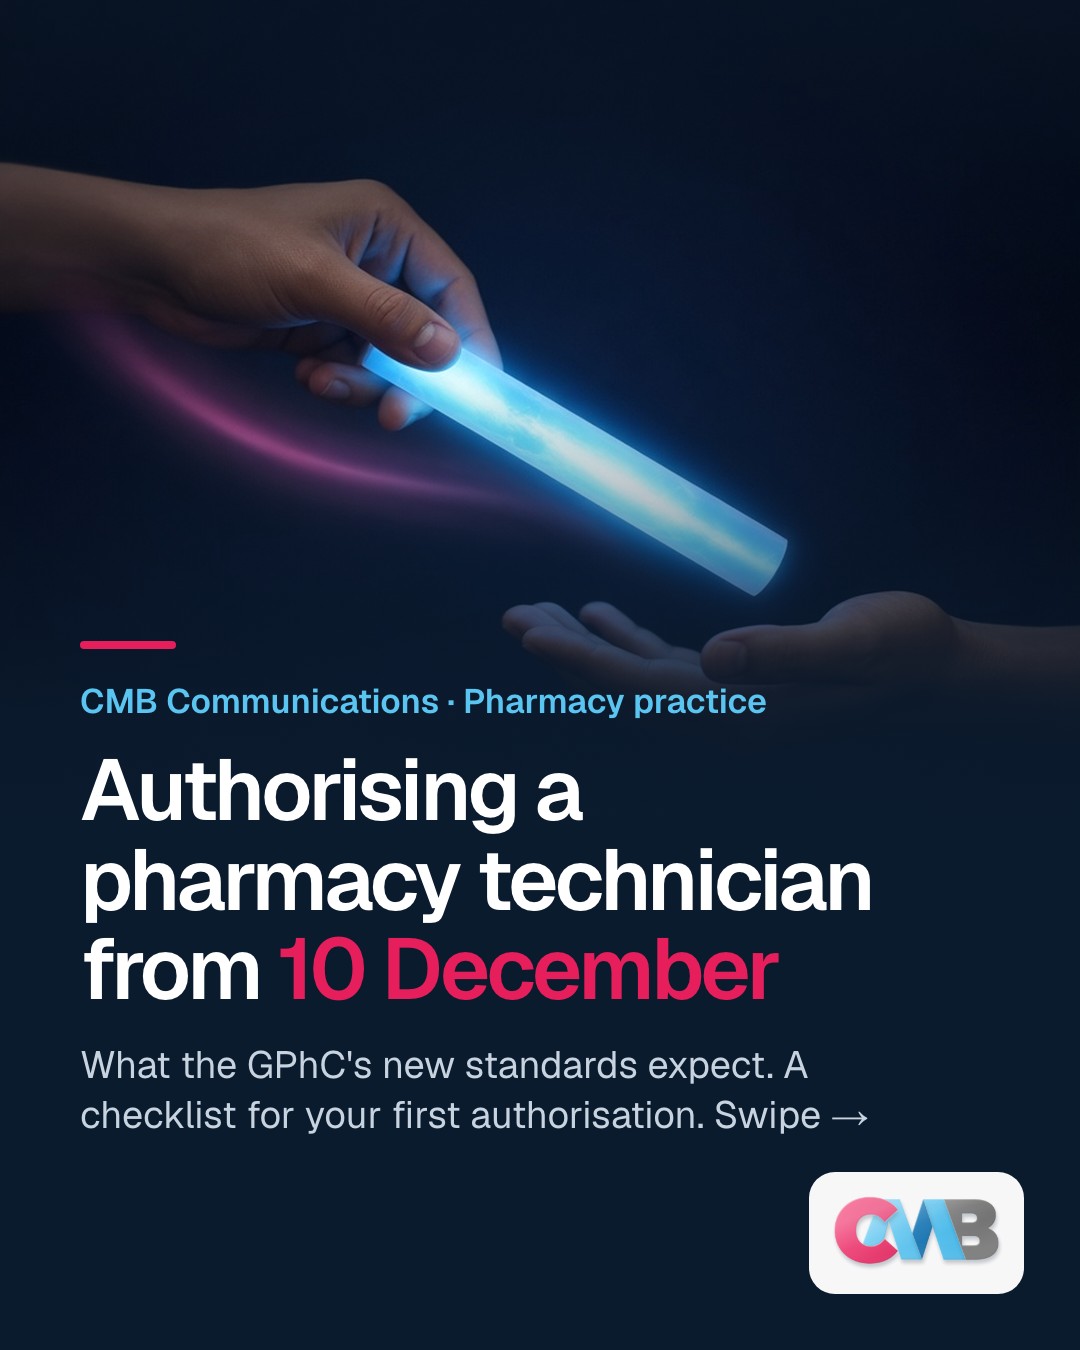 CMB Communications · Pharmacy practice
Authorising a
pharmacy technician
from 10 December
What the GPhC's new standards expect. A
checklist for your first authorisation. Swipe →
CMB